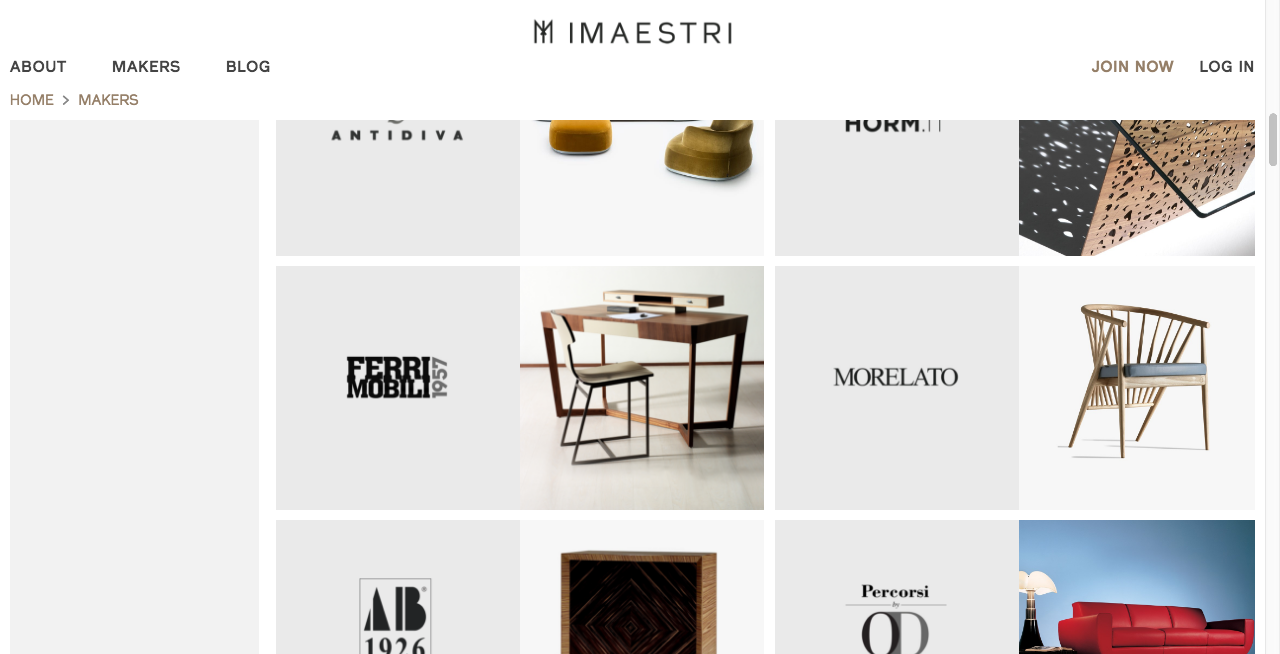 IMAESTRI
ABOUT MAKERS BLOG JOIN NOW LOG IN
HOME > MAKERS
ANTIDIVA
HORM.IT
FERRI
MOBILI 1957
MORELATO
AB®
1926
Percorsi
by
OD